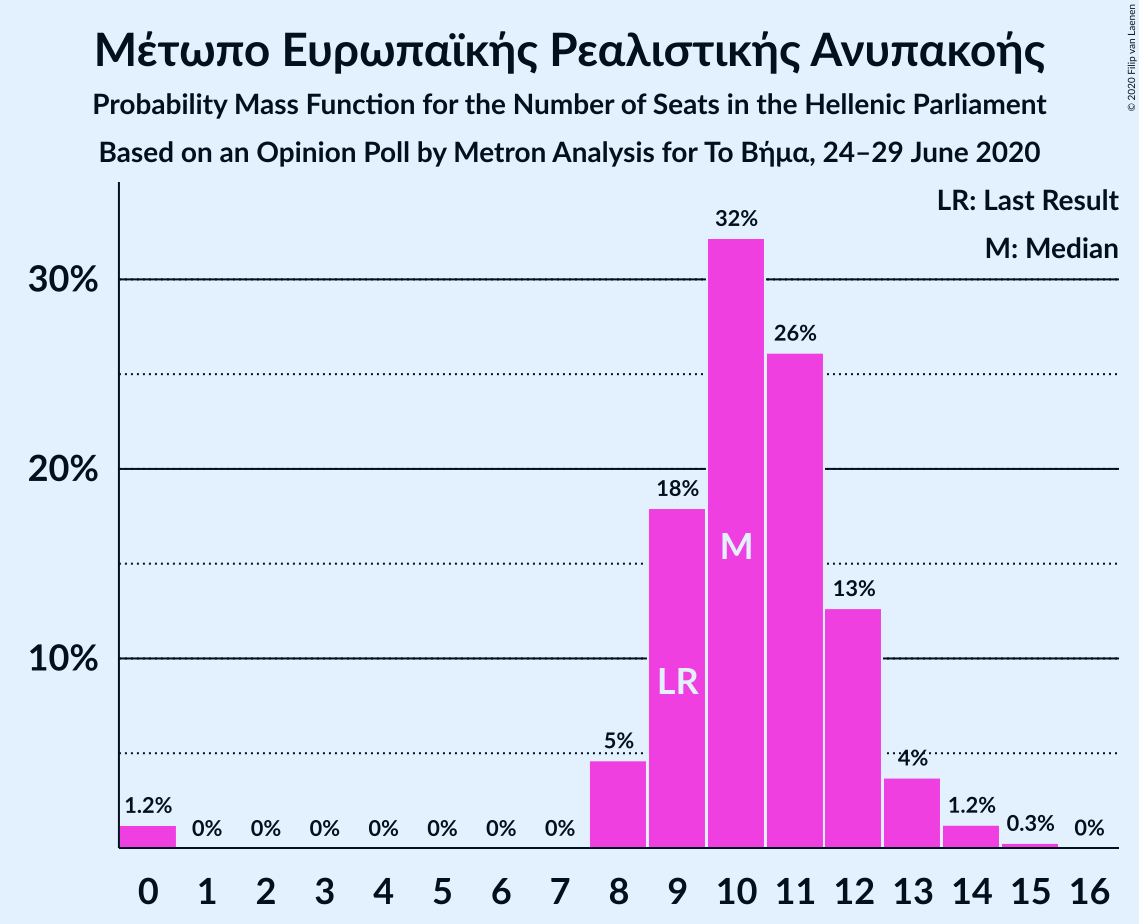 Μέτωπο Ευρωπαϊκής Ρεαλιστικής Ανυπακοής
Probability Mass Function for the Number of Seats in the Hellenic Parliament
Based on an Opinion Poll by Metron Analysis for Το Βήμα, 24–29 June 2020
© 2020 Filip van Laenen
LR: Last Result
M: Median
30%
20%
10%
1.2%
0%
0%
0%
0%
0%
0%
0%
5%
18%
32%
26%
13%
4%
1.2%
0.3%
0%
LR
M
0 1 2 3 4 5 6 7 8 9 10 11 12 13 14 15 16